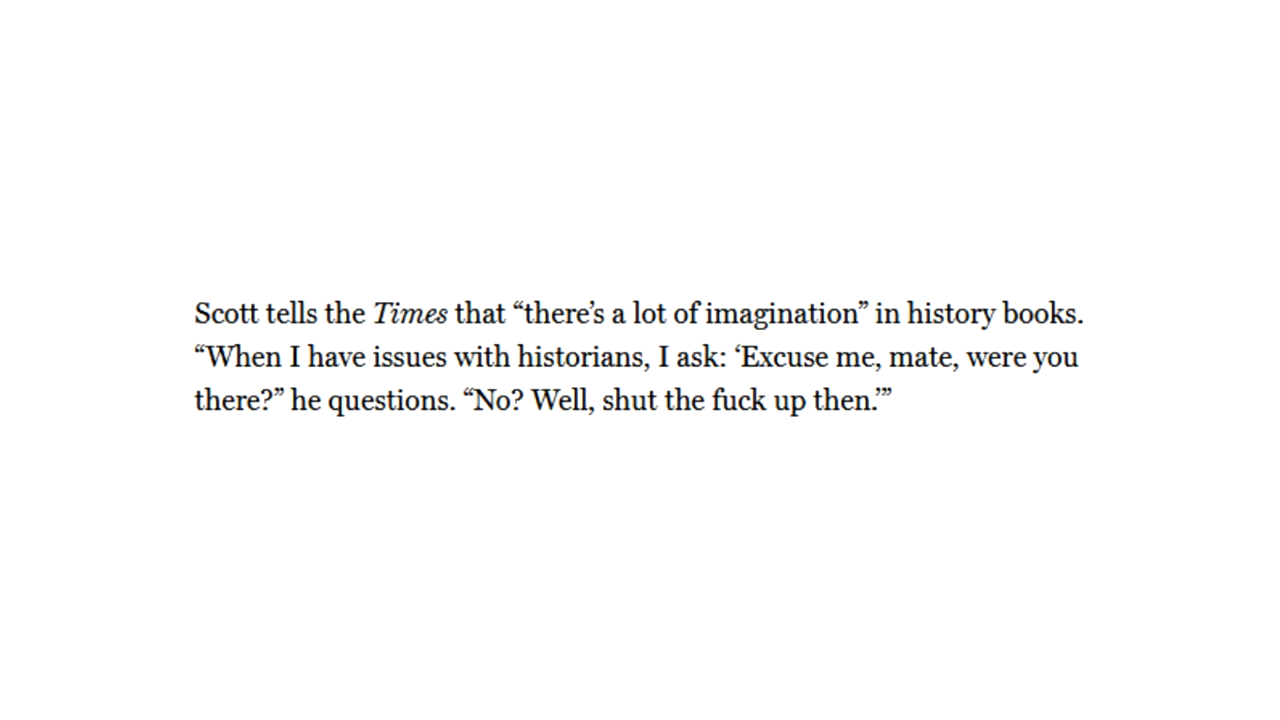 Scott tells the Times that “there’s a lot of imagination” in history books.
“When I have issues with historians, I ask: ‘Excuse me, mate, were you
there?” he questions. “No? Well, shut the fuck up then.’”